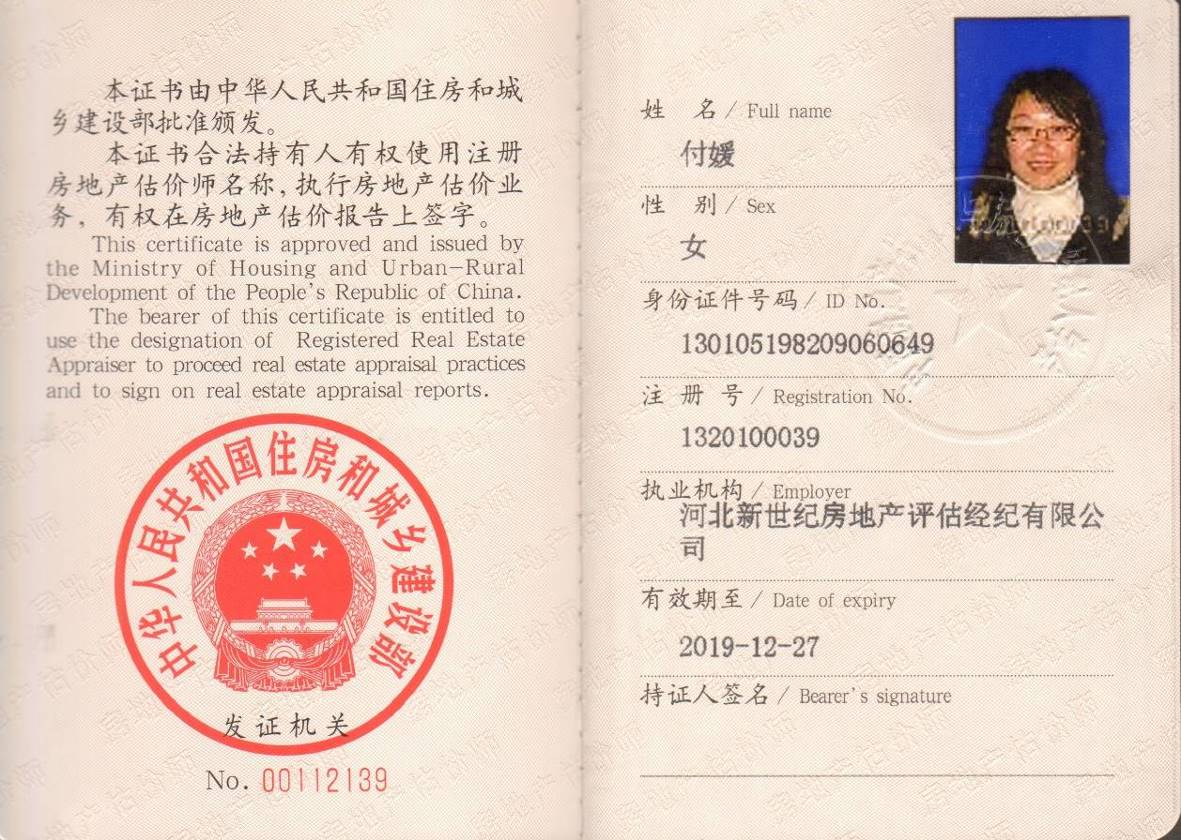 本证书由中华人民共和国住房和城
乡建设部批准颁发。
本证书合法持有人有权使用注册
房地产估价师名称，执行房地产估价业
务，有权在房地产估价报告上签字。
This certificate is approved and issued by
the Ministry of Housing and Urban-Rural
Development of the People's Republic of China.
The bearer of this certificate is entitled to
use the designation of Registered Real Estate
Appraiser to proceed real estate appraisal practices
and to sign on real estate appraisal reports.
中华人民共和国住房和城乡建设部
发证机关
No. 00112139
姓 名 / Full name
付媛
性 别 / Sex
女
身份证件号码 / ID No.
130105198209060649
注 册 号 / Registration No.
1320100039
执业机构 / Employer
河北新世纪房地产评估经纪有限公
司
有效期至 / Date of expiry
2019-12-27
持证人签名 / Bearer's signature